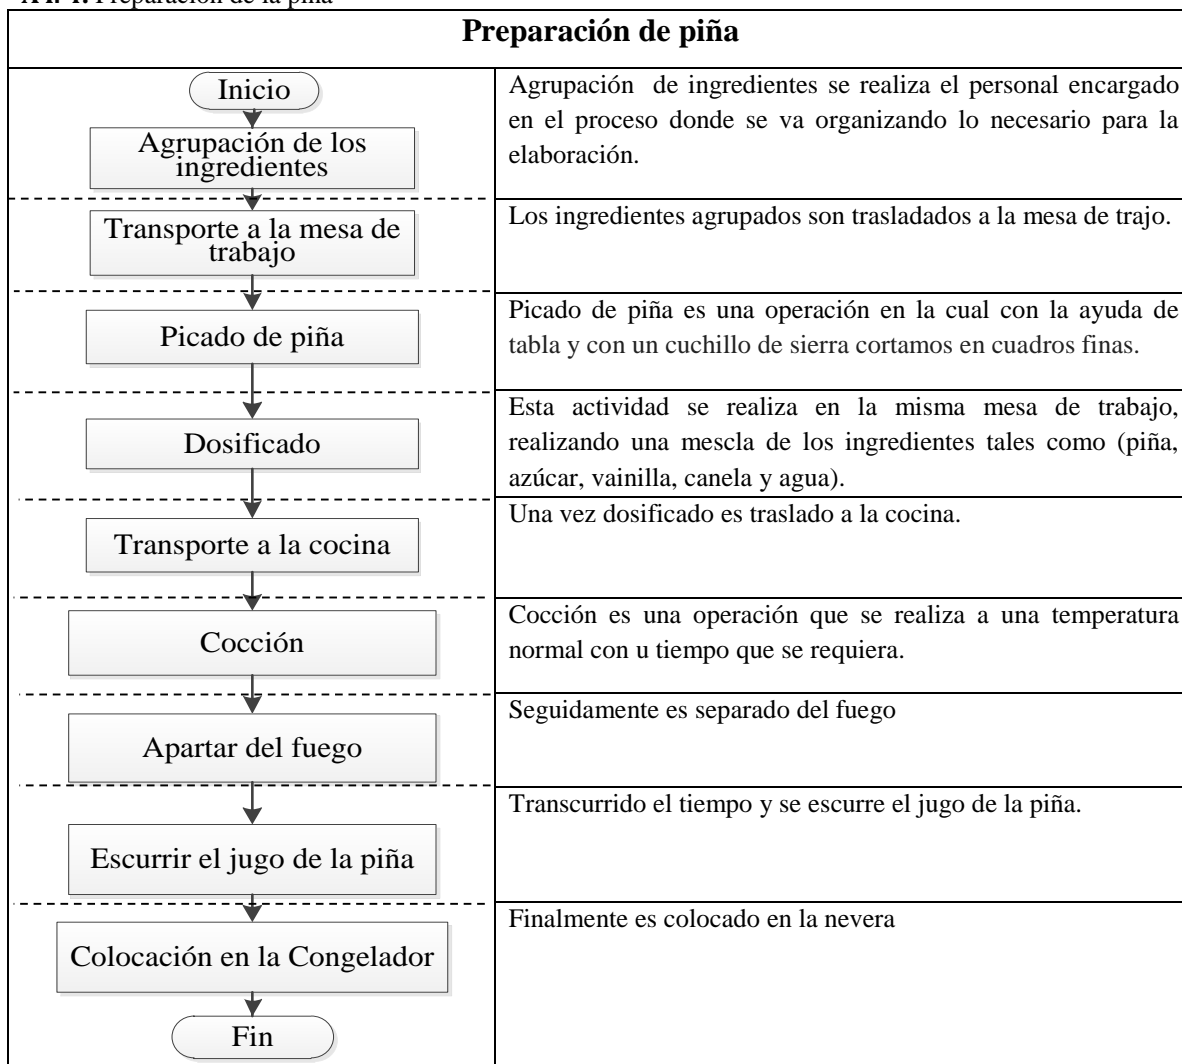 Preparación de la piña
Preparación de piña
Inicio
Agrupación de ingredientes se realiza el personal encargado
en el proceso donde se va organizando lo necesario para la
elaboración.
Agrupación de los
ingredientes
Transporte a la mesa de
trabajo
Los ingredientes agrupados son trasladados a la mesa de trajo.
Picado de piña
Picado de piña es una operación en la cual con la ayuda de
tabla y con un cuchillo de sierra cortamos en cuadros finas.
Dosificado
Esta actividad se realiza en la misma mesa de trabajo,
realizando una mescla de los ingredientes tales como (piña,
azúcar, vainilla, canela y agua).
Transporte a la cocina
Una vez dosificado es traslado a la cocina.
Cocción
Cocción es una operación que se realiza a una temperatura
normal con u tiempo que se requiera.
Apartar del fuego
Seguidamente es separado del fuego
Escurrir el jugo de la piña
Transcurrido el tiempo y se escurre el jugo de la piña.
Colocación en la Congelador
Finalmente es colocado en la nevera
Fin